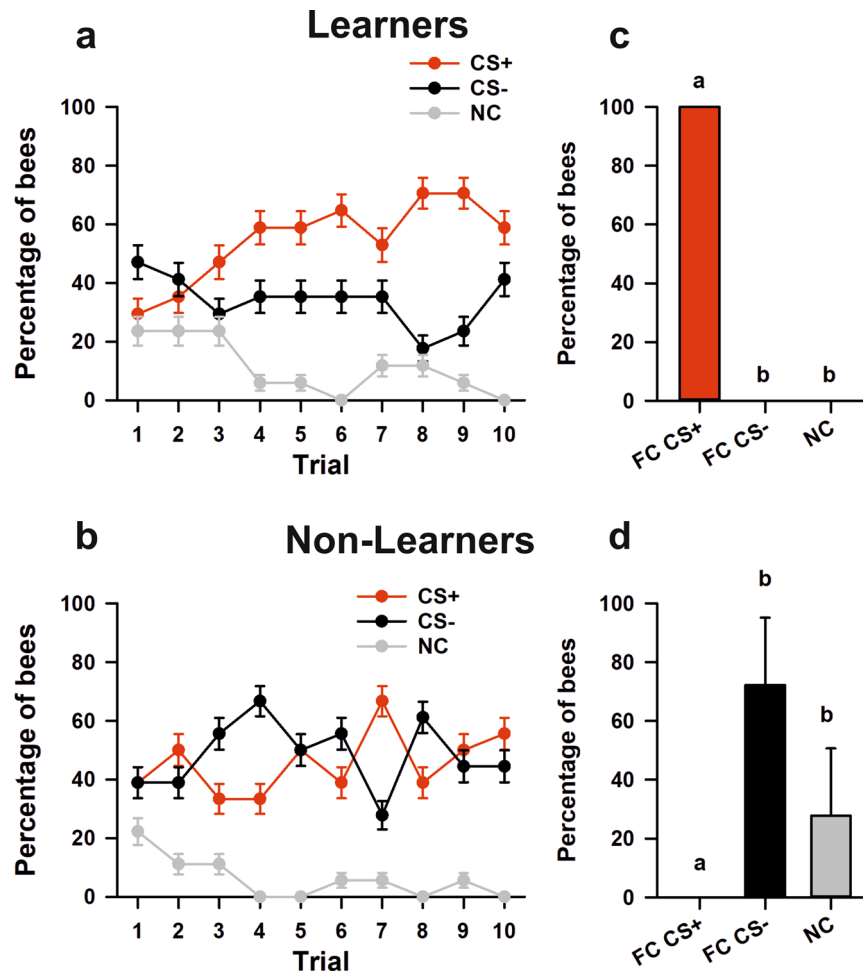 a
Learners
CS+
CS-
NC
100
80
60
40
20
0
Percentage of bees
1 2 3 4 5 6 7 8 9 10
Trial
c
a
b
b
100
80
60
40
20
0
Percentage of bees
FC CS+
FC CS-
NC
b
Non-Learners
CS+
CS-
NC
100
80
60
40
20
0
Percentage of bees
1 2 3 4 5 6 7 8 9 10
Trial
d
b
b
a
100
80
60
40
20
0
Percentage of bees
FC CS+
FC CS-
NC